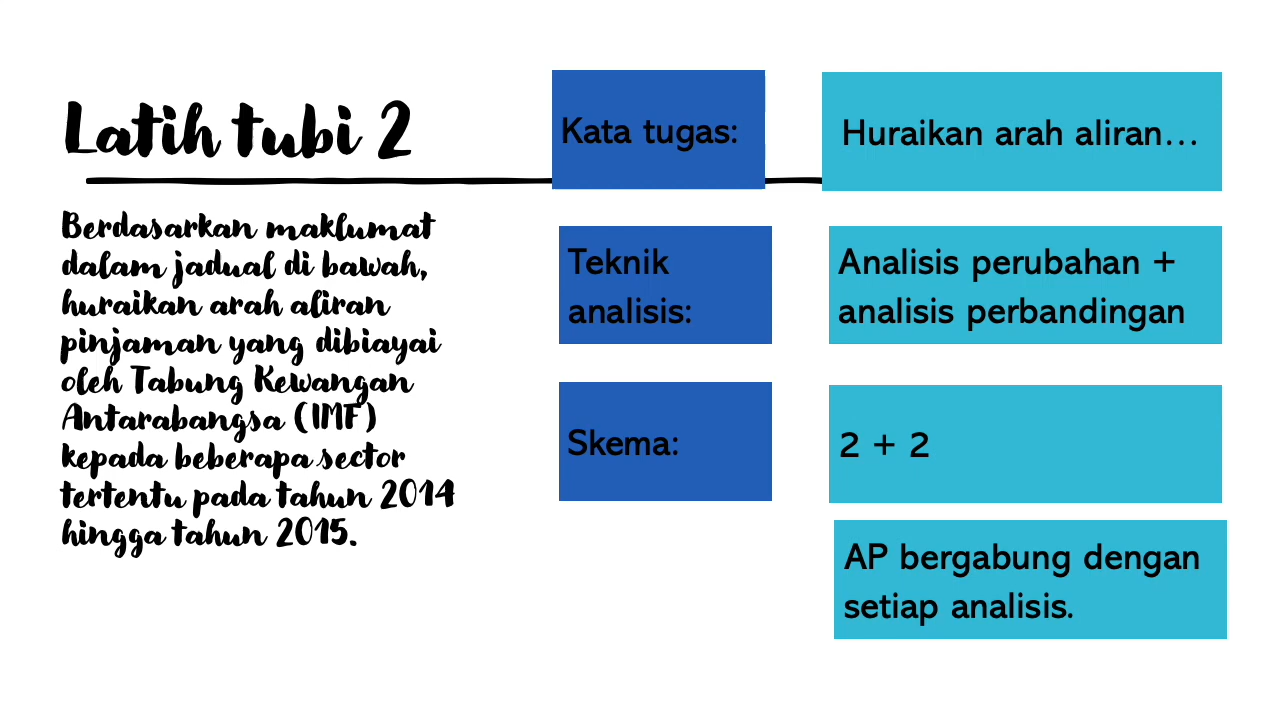 Latih tubi 2
Berdasarkan maklumat
dalam jadual di bawah,
huraikan arah aliran
pinjaman yang dibiayai
oleh Tabung Kewangan
Antarabangsa (IMF)
kepada beberapa sector
tertentu pada tahun 2014
hingga tahun 2015.
Kata tugas:
Huraikan arah aliran...
Teknik
analisis:
Analisis perubahan +
analisis perbandingan
Skema:
2 + 2
AP bergabung dengan
setiap analisis.